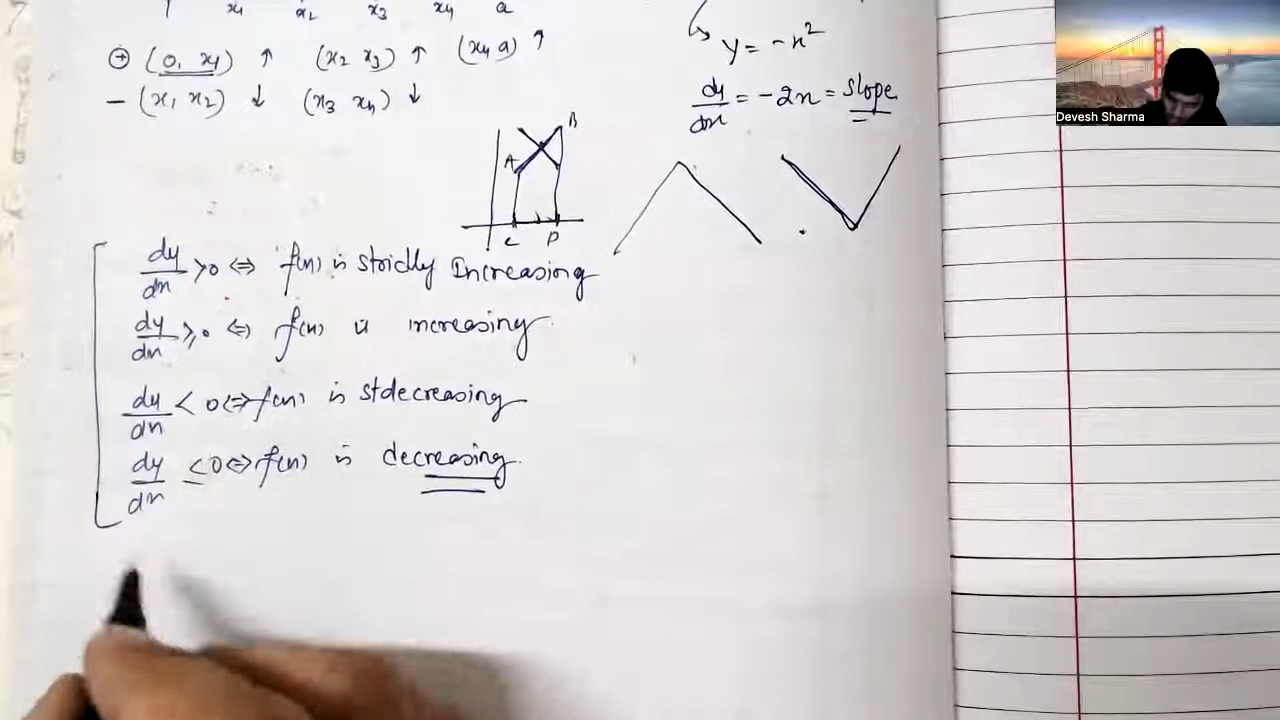 x₁ x₂ x₃ x₄ a
⊕ (0, x₁) ↑ (x₂ x₃) ↑ (x₄ a) ↑
− (x₁, x₂) ↓ (x₃ x₄) ↓
y = -x²
dy/dx = -2x = slope
A B
C D
dy/dx > 0 ⇔ f(x) is strictly Increasing
dy/dx ≥ 0 ⇔ f(x) is increasing
dy/dx < 0 ⇔ f(x) is st decreasing
dy/dx ≤ 0 ⇔ f(x) is decreasing
Devesh Sharma